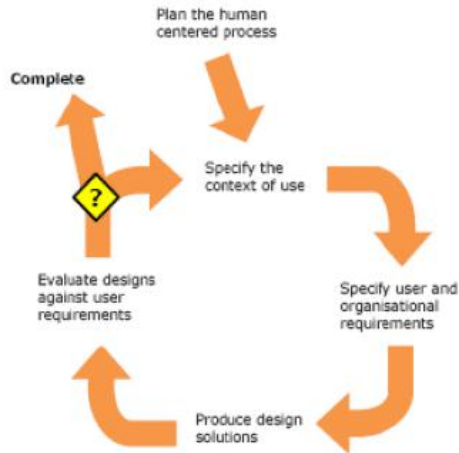 Plan the human
centered process
Complete
?
Specify the
context of use
Evaluate designs
against user
requirements
Specify user and
organisational
requirements
Produce design
solutions